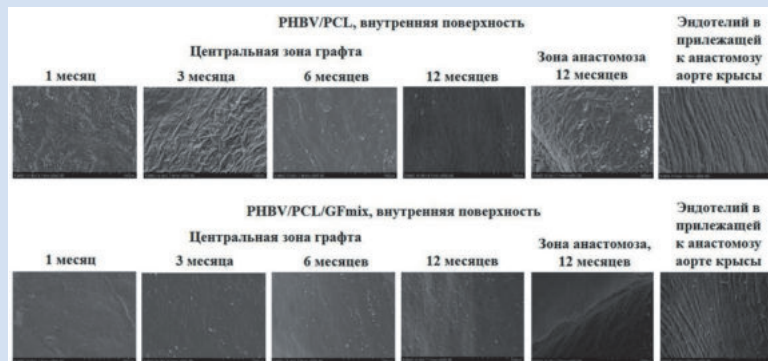 PHBV/PCL, внутренняя поверхность
Центральная зона графта
1 месяц
3 месяца
6 месяцев
12 месяцев
Зона анастомоза
12 месяцев
Эндотелий в
прилежащей
к анастомозу
аорте крысы
PHBV/PCL/GFmix, внутренняя поверхность
Центральная зона графта
1 месяц
3 месяца
6 месяцев
12 месяцев
Зона анастомоза,
12 месяцев
Эндотелий в
прилежащей
к анастомозу
аорте крысы